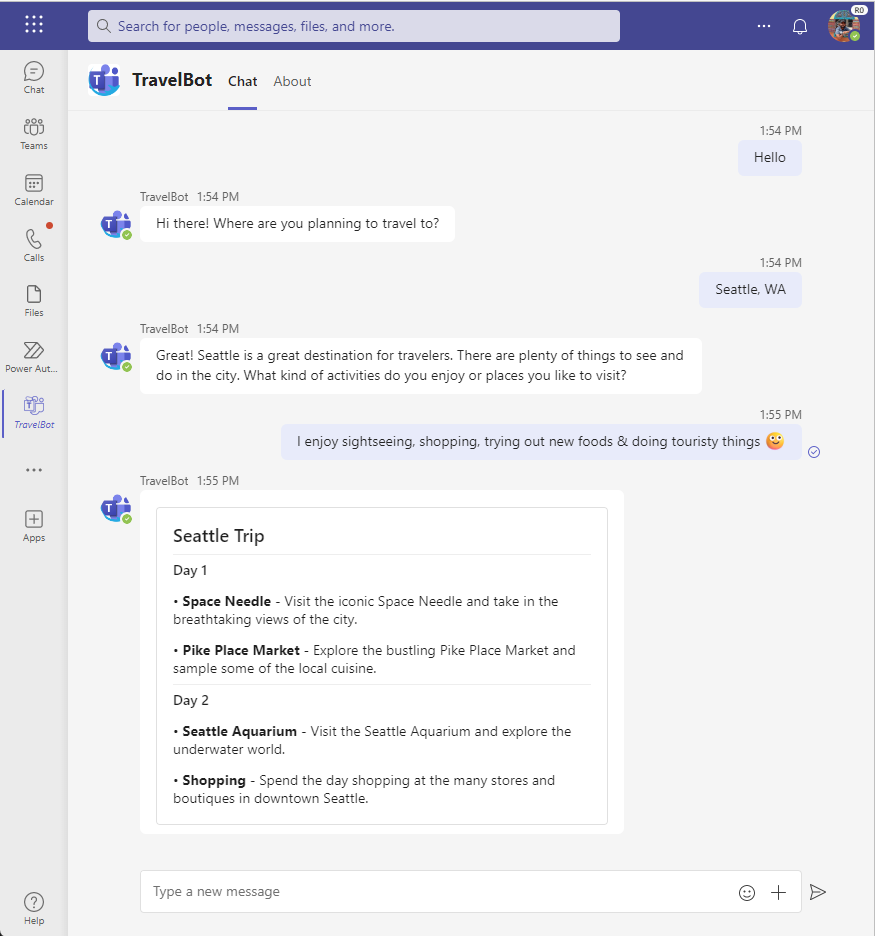 Search for people, messages, files, and more.
RO
Chat
Teams
Calendar
Calls
Files
Power Aut...
TravelBot
Apps
Help
T TravelBot Chat About
1:54 PM
Hello
TravelBot 1:54 PM
T Hi there! Where are you planning to travel to?
1:54 PM
Seattle, WA
TravelBot 1:54 PM
T Great! Seattle is a great destination for travelers. There are plenty of things to see and
do in the city. What kind of activities do you enjoy or places you like to visit?
1:55 PM
I enjoy sightseeing, shopping, trying out new foods & doing touristy things
TravelBot 1:55 PM
T
Seattle Trip
Day 1
• Space Needle - Visit the iconic Space Needle and take in the
breathtaking views of the city.
• Pike Place Market - Explore the bustling Pike Place Market and
sample some of the local cuisine.
Day 2
• Seattle Aquarium - Visit the Seattle Aquarium and explore the
underwater world.
• Shopping - Spend the day shopping at the many stores and
boutiques in downtown Seattle.
Type a new message